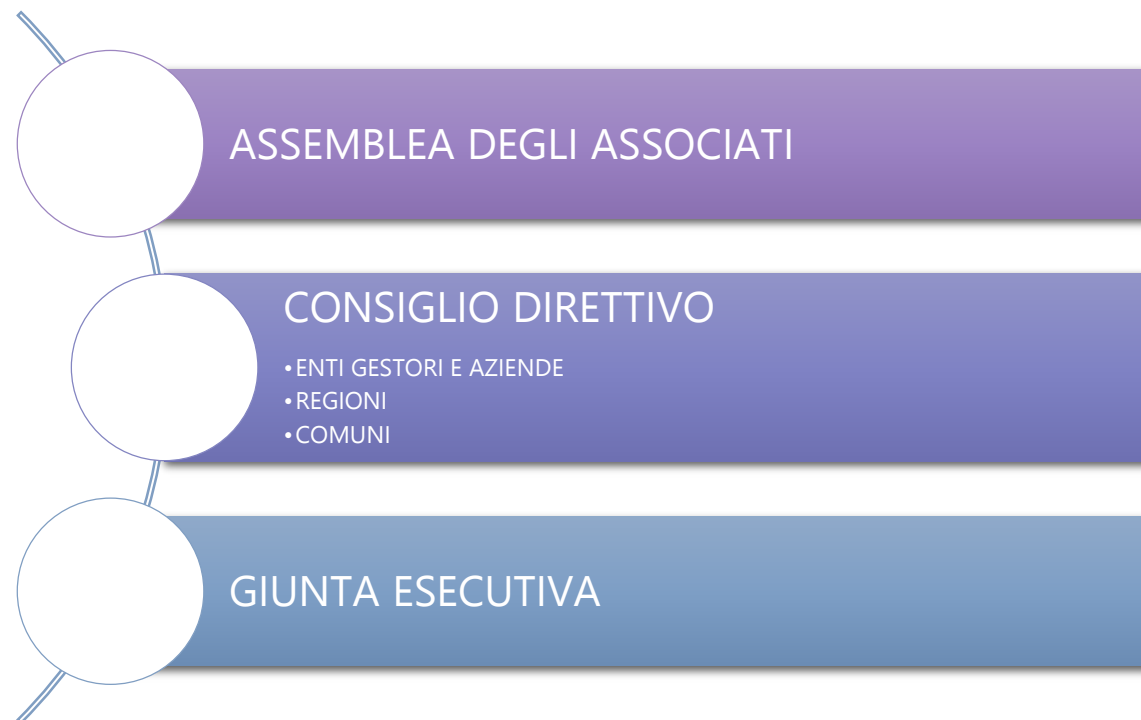 ASSEMBLEA DEGLI ASSOCIATI
CONSIGLIO DIRETTIVO
•ENTI GESTORI E AZIENDE
•REGIONI
•COMUNI
GIUNTA ESECUTIVA